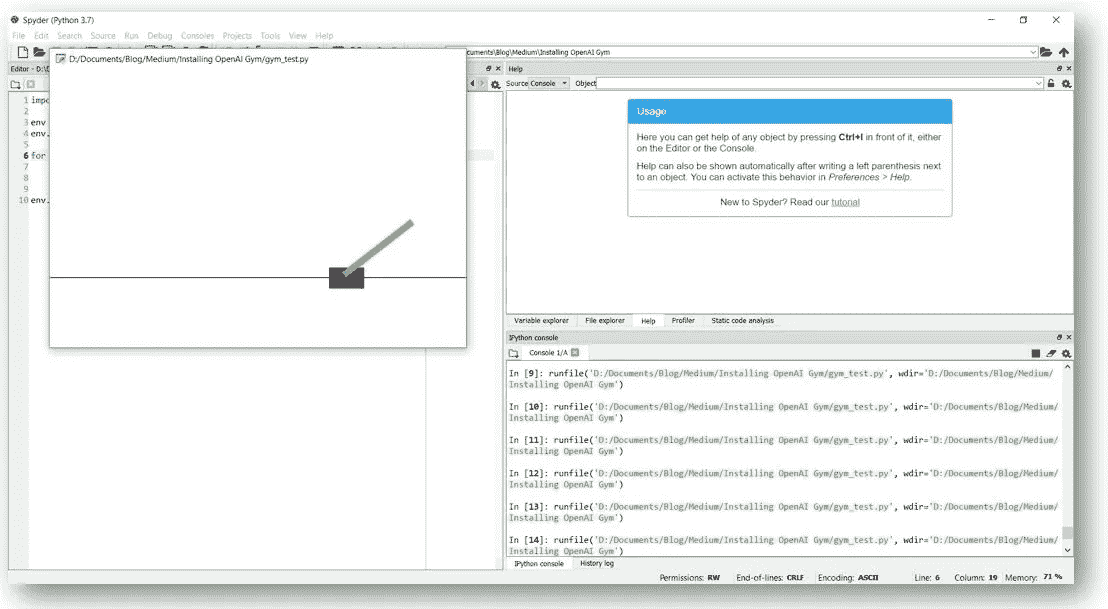 Spyder (Python 3.7)
File Edit Search Source Run Debug Consoles Projects Tools View Help
D:/Documents/Blog/Medium/Installing OpenAI Gym/gym_test.py
cuments\Blog\Medium\Installing OpenAI Gym
Editor - D:\D
1 impo
2
3 env
4 env.
5
6 for
7
8
9
10 env.
Help
Source Console Object
Usage
Here you can get help of any object by pressing Ctrl+I in front of it, either
on the Editor or the Console.
Help can also be shown automatically after writing a left parenthesis next
to an object. You can activate this behavior in Preferences > Help.
New to Spyder? Read our tutorial
Variable explorer File explorer Help Profiler Static code analysis
IPython console
Console 1/A
In [9]: runfile('D:/Documents/Blog/Medium/Installing OpenAI Gym/gym_test.py', wdir='D:/Documents/Blog/Medium/
Installing OpenAI Gym')
In [10]: runfile('D:/Documents/Blog/Medium/Installing OpenAI Gym/gym_test.py', wdir='D:/Documents/Blog/Medium/
Installing OpenAI Gym')
In [11]: runfile('D:/Documents/Blog/Medium/Installing OpenAI Gym/gym_test.py', wdir='D:/Documents/Blog/Medium/
Installing OpenAI Gym')
In [12]: runfile('D:/Documents/Blog/Medium/Installing OpenAI Gym/gym_test.py', wdir='D:/Documents/Blog/Medium/
Installing OpenAI Gym')
In [13]: runfile('D:/Documents/Blog/Medium/Installing OpenAI Gym/gym_test.py', wdir='D:/Documents/Blog/Medium/
Installing OpenAI Gym')
In [14]: runfile('D:/Documents/Blog/Medium/Installing OpenAI Gym/gym_test.py', wdir='D:/Documents/Blog/Medium/
Installing OpenAI Gym')
IPython console History log
Permissions: RW End-of-lines: CRLF Encoding: ASCII Line: 6 Column: 19 Memory: 71 %